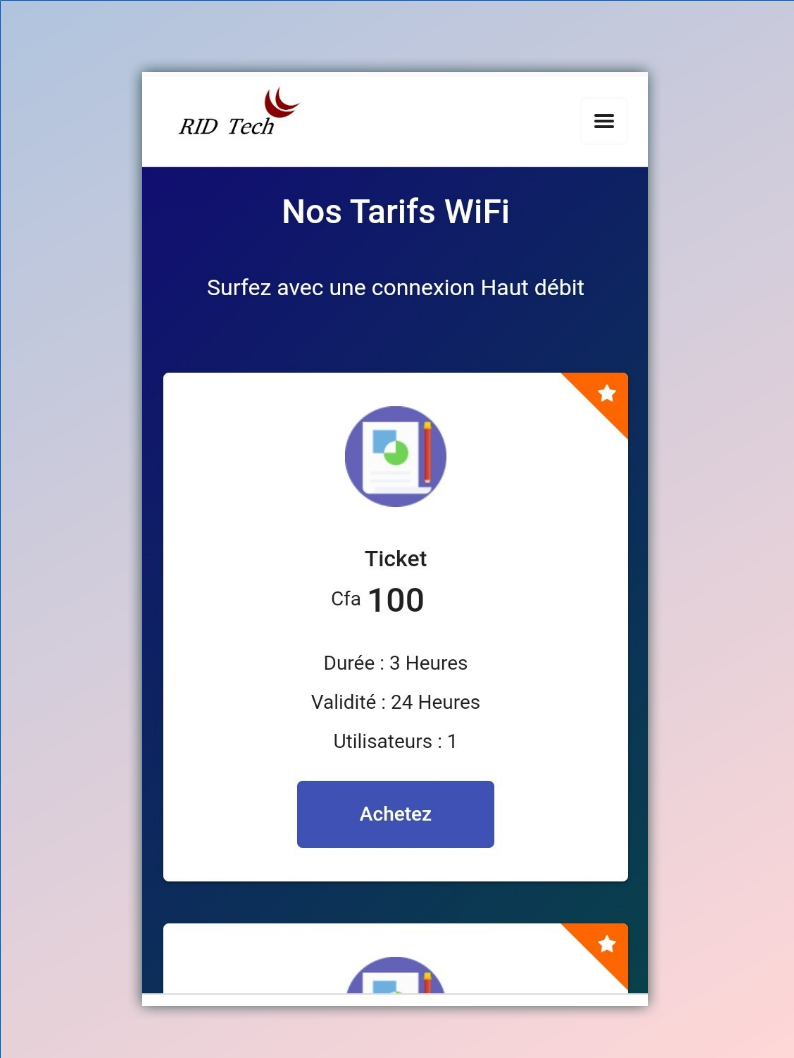 RID Tech
Nos Tarifs WiFi
Surfez avec une connexion Haut débit
Ticket
Cfa 100
Durée : 3 Heures
Validité : 24 Heures
Utilisateurs : 1
Achetez